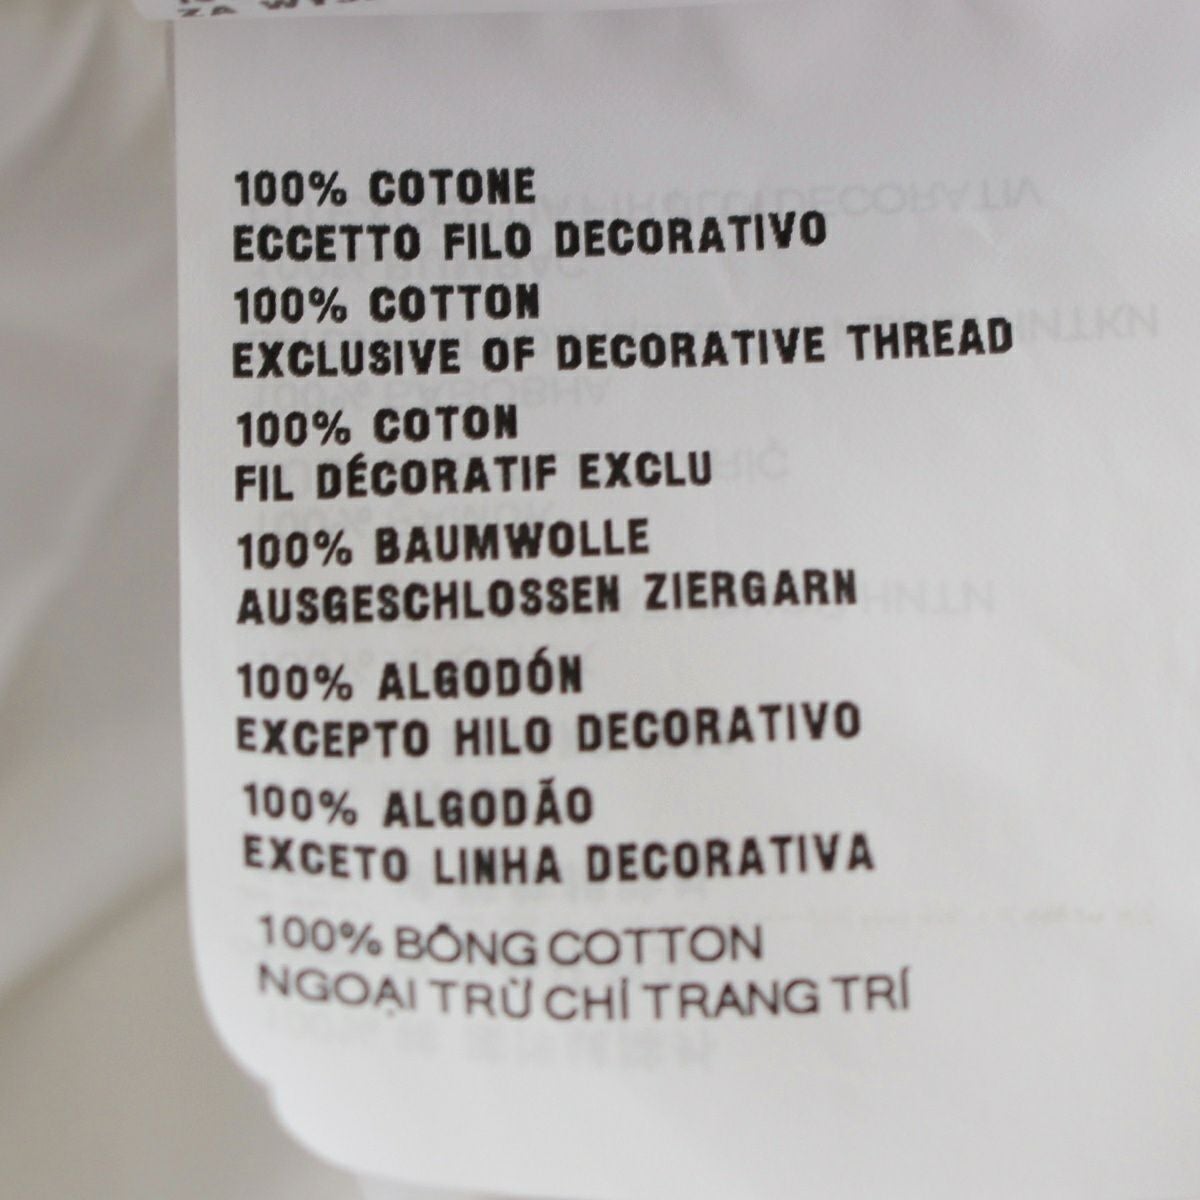 ZA
100% COTONE
ECCETTO FILO DECORATIVO
100% COTTON
EXCLUSIVE OF DECORATIVE THREAD
100% COTON
FIL DÉCORATIF EXCLU
100% BAUMWOLLE
AUSGESCHLOSSEN ZIERGARN
100% ALGODÓN
EXCEPTO HILO DECORATIVO
100% ALGODÃO
EXCETO LINHA DECORATIVA
100% BÔNG COTTON
NGOẠI TRỪ CHỈ TRANG TRÍ